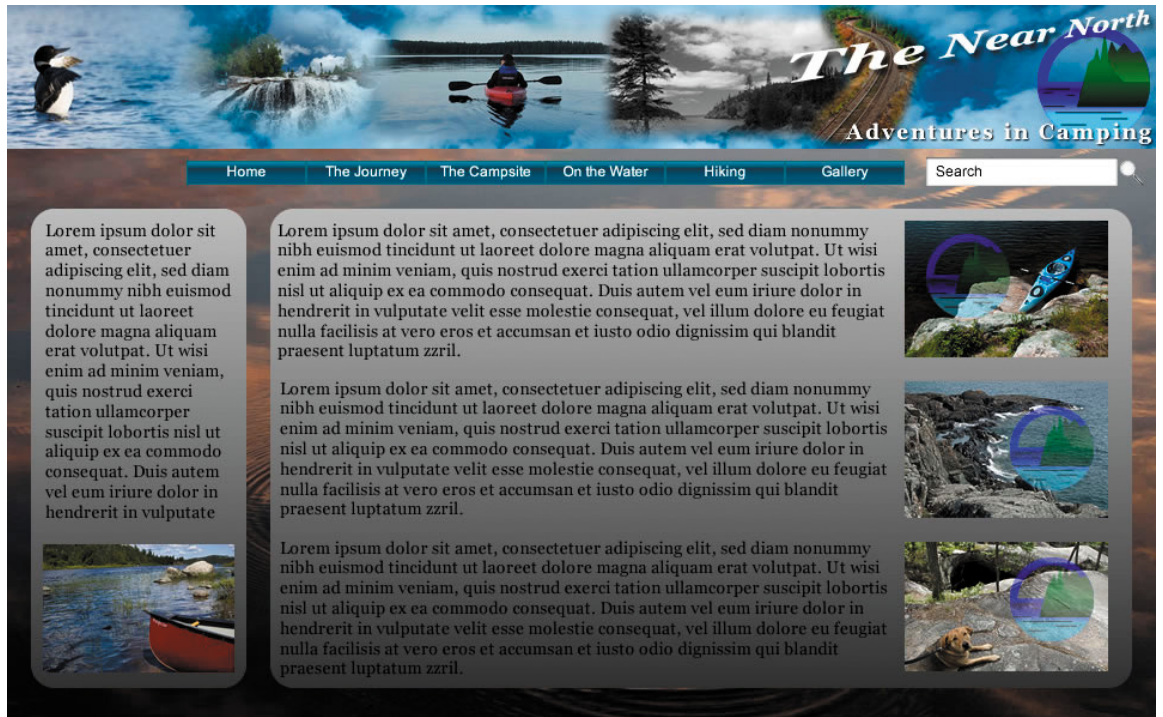 The Near North
Adventures in Camping
Home The Journey The Campsite On the Water Hiking Gallery Search
Lorem ipsum dolor sit
amet, consectetuer
adipiscing elit, sed diam
nonummy nibh euismod
tincidunt ut laoreet
dolore magna aliquam
erat volutpat. Ut wisi
enim ad minim veniam,
quis nostrud exerci
tation ullamcorper
suscipit lobortis nisl ut
aliquip ex ea commodo
consequat. Duis autem
vel eum iriure dolor in
hendrerit in vulputate
Lorem ipsum dolor sit amet, consectetuer adipiscing elit, sed diam nonummy
nibh euismod tincidunt ut laoreet dolore magna aliquam erat volutpat. Ut wisi
enim ad minim veniam, quis nostrud exerci tation ullamcorper suscipit lobortis
nisl ut aliquip ex ea commodo consequat. Duis autem vel eum iriure dolor in
hendrerit in vulputate velit esse molestie consequat, vel illum dolore eu feugiat
nulla facilisis at vero eros et accumsan et iusto odio dignissim qui blandit
praesent luptatum zzril.
Lorem ipsum dolor sit amet, consectetuer adipiscing elit, sed diam nonummy
nibh euismod tincidunt ut laoreet dolore magna aliquam erat volutpat. Ut wisi
enim ad minim veniam, quis nostrud exerci tation ullamcorper suscipit lobortis
nisl ut aliquip ex ea commodo consequat. Duis autem vel eum iriure dolor in
hendrerit in vulputate velit esse molestie consequat, vel illum dolore eu feugiat
nulla facilisis at vero eros et accumsan et iusto odio dignissim qui blandit
praesent luptatum zzril.
Lorem ipsum dolor sit amet, consectetuer adipiscing elit, sed diam nonummy
nibh euismod tincidunt ut laoreet dolore magna aliquam erat volutpat. Ut wisi
enim ad minim veniam, quis nostrud exerci tation ullamcorper suscipit lobortis
nisl ut aliquip ex ea commodo consequat. Duis autem vel eum iriure dolor in
hendrerit in vulputate velit esse molestie consequat, vel illum dolore eu feugiat
nulla facilisis at vero eros et accumsan et iusto odio dignissim qui blandit
praesent luptatum zzril.